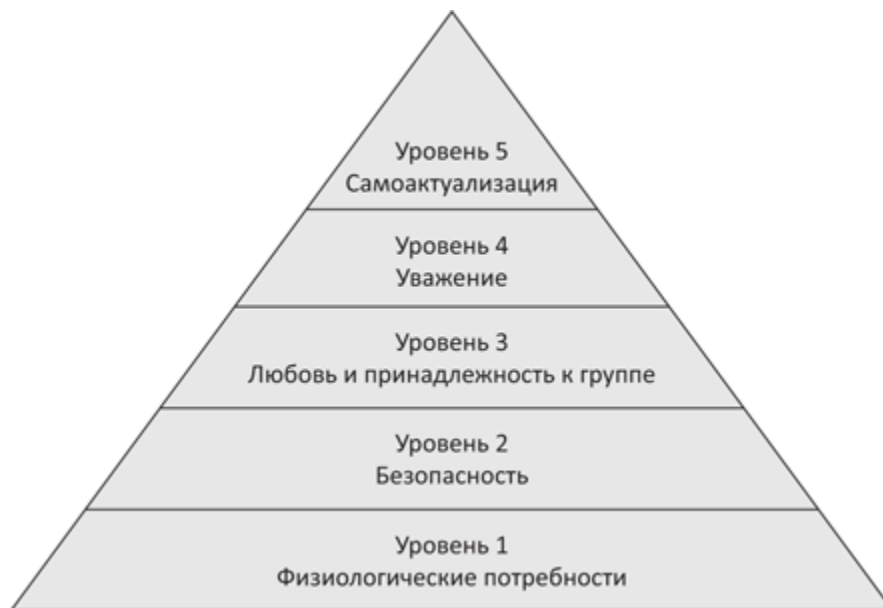 Уровень 5
Самоактуализация
Уровень 4
Уважение
Уровень 3
Любовь и принадлежность к группе
Уровень 2
Безопасность
Уровень 1
Физиологические потребности